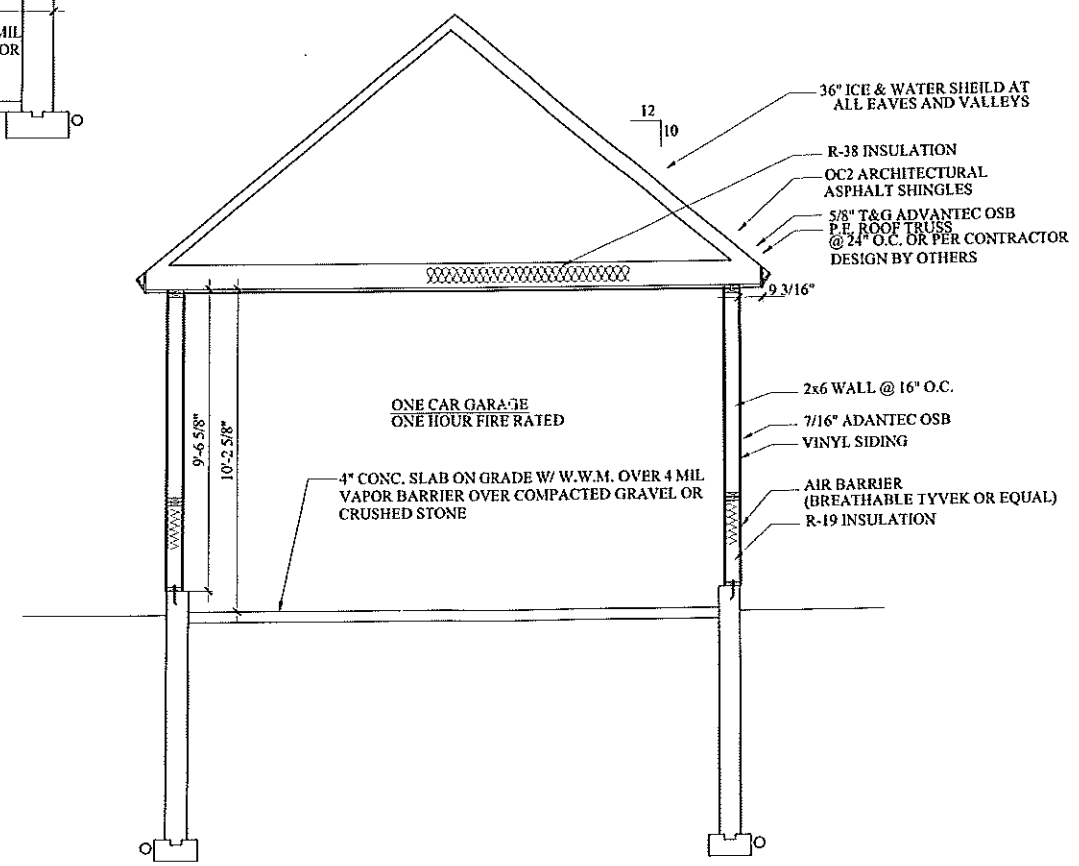 MIL
OR
36" ICE & WATER SHEILD AT
ALL EAVES AND VALLEYS
12
10
R-38 INSULATION
OC2 ARCHITECTURAL
ASPHALT SHINGLES
5/8" T&G ADVANTEC OSB
P.E. ROOF TRUSS
@ 24" O.C. OR PER CONTRACTOR
DESIGN BY OTHERS
9 3/16"
2x6 WALL @ 16" O.C.
7/16" ADANTEC OSB
VINYL SIDING
AIR BARRIER
(BREATHABLE TYVEK OR EQUAL)
R-19 INSULATION
ONE CAR GARAGE
ONE HOUR FIRE RATED
9'-6 5/8"
10'-2 5/8"
4" CONC. SLAB ON GRADE W/ W.W.M. OVER 4 MIL
VAPOR BARRIER OVER COMPACTED GRAVEL OR
CRUSHED STONE